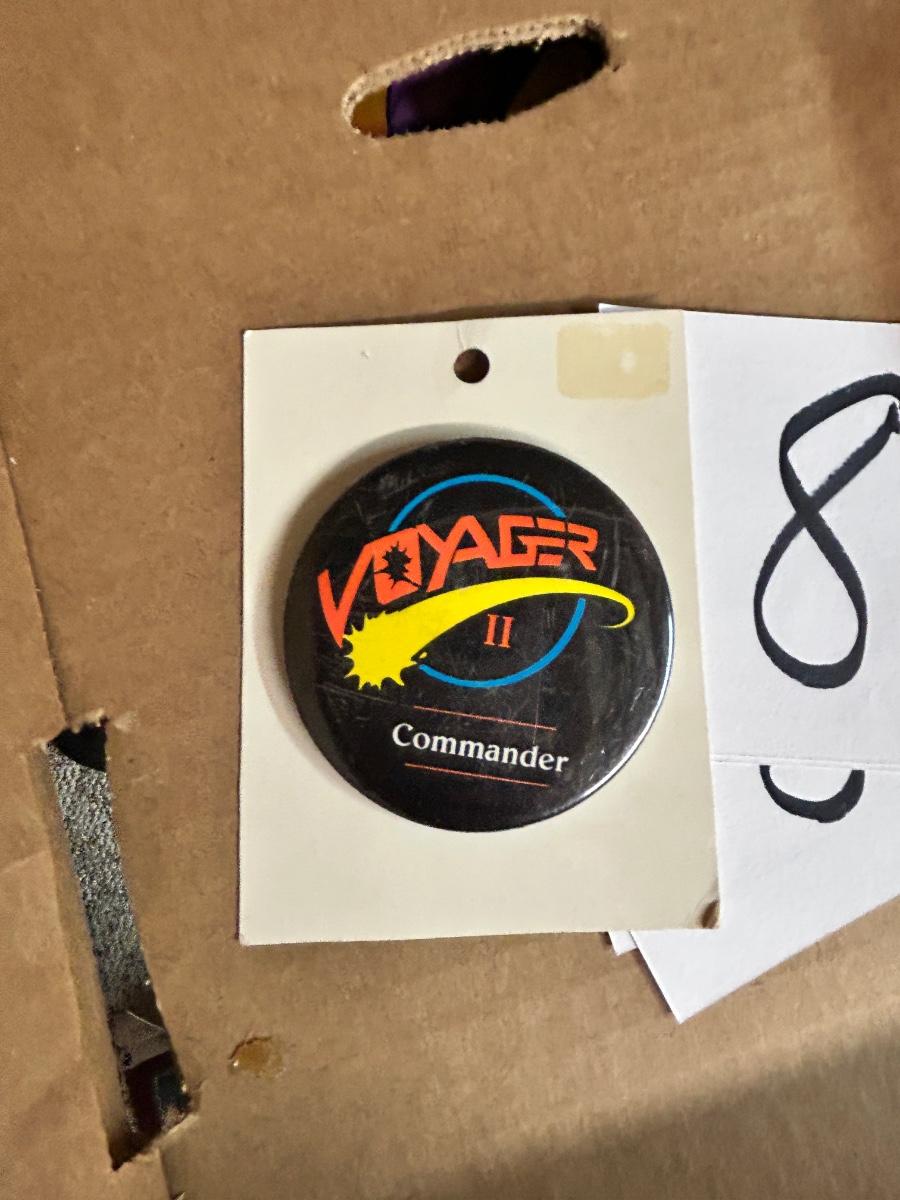 VOYAGER
II
Commander
8